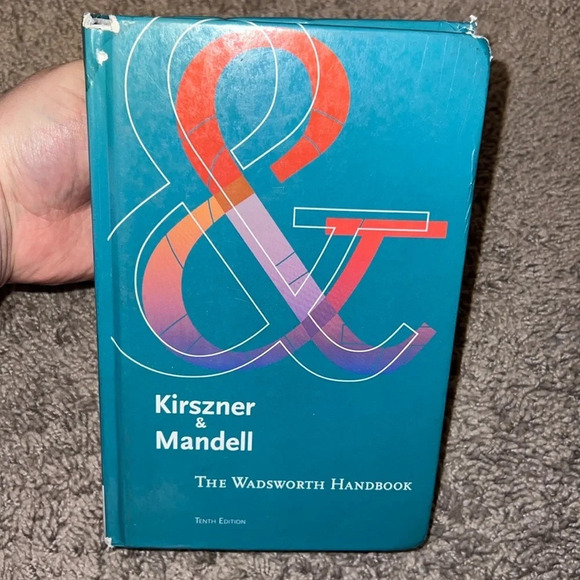 Kirszner
&
Mandell
The Wadsworth Handbook
Tenth Edition